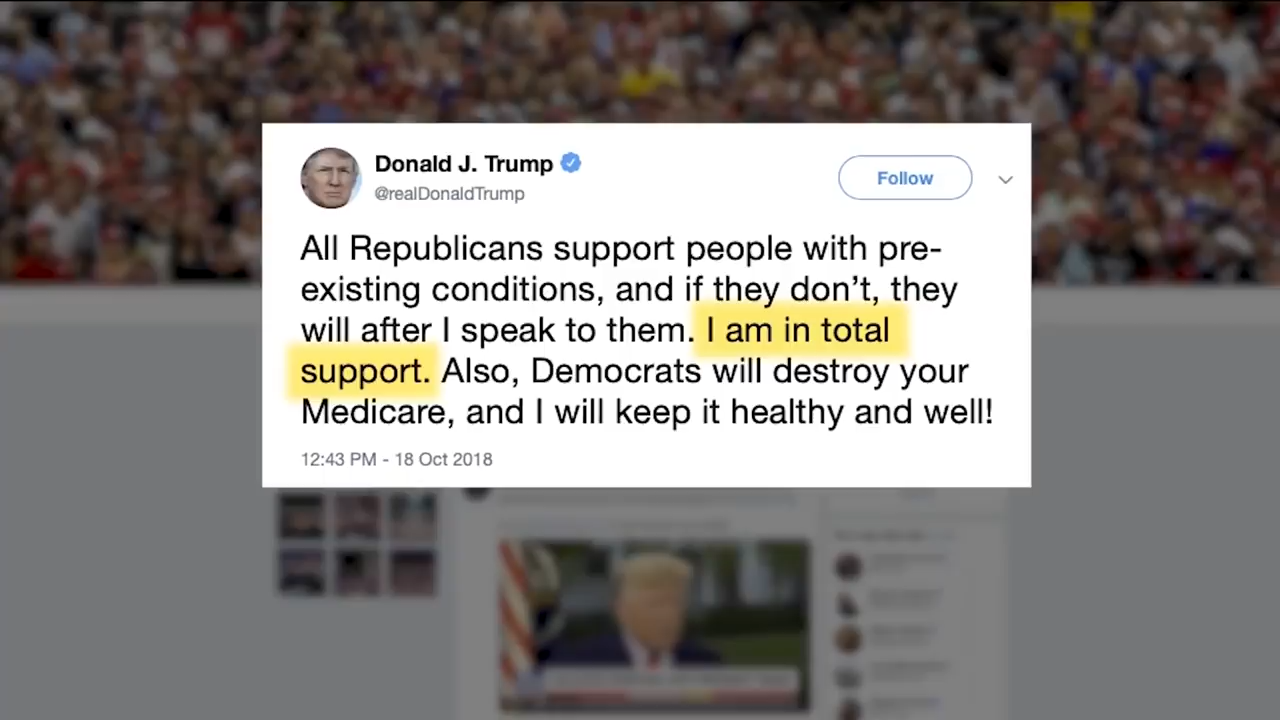 Donald J. Trump
@realDonaldTrump
Follow
All Republicans support people with pre-
existing conditions, and if they don’t, they
will after I speak to them. I am in total
support. Also, Democrats will destroy your
Medicare, and I will keep it healthy and well!
12:43 PM - 18 Oct 2018